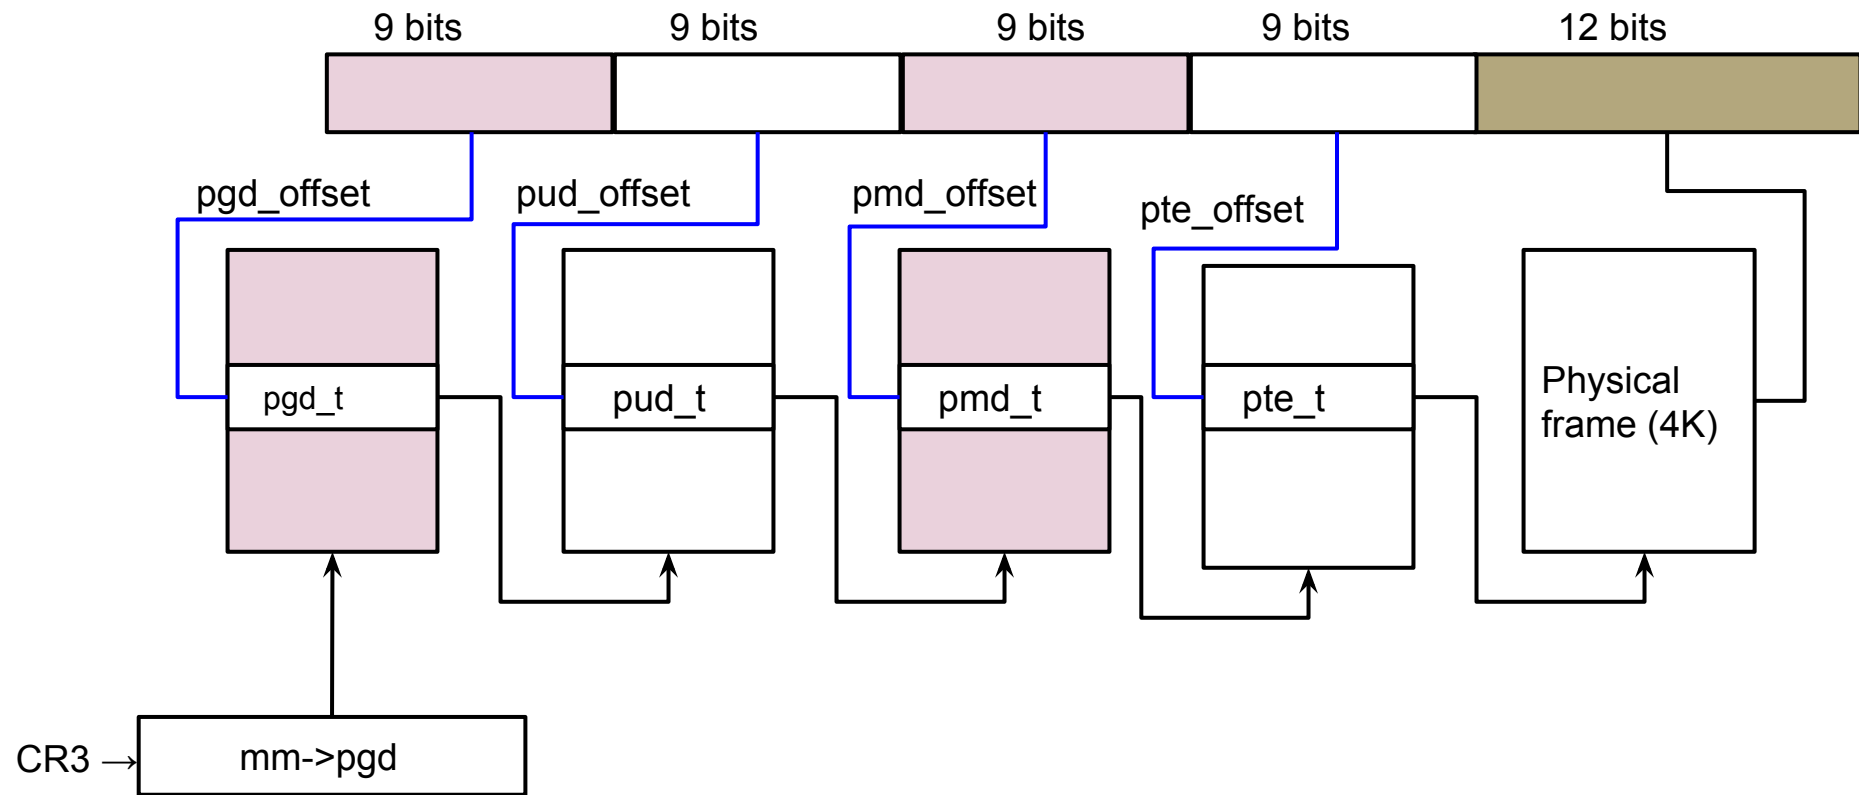 9 bits
9 bits
9 bits
9 bits
12 bits
pgd_offset
pud_offset
pmd_offset
pte_offset
pgd_t
pud_t
pmd_t
pte_t
Physical
frame (4K)
CR3 →
mm->pgd